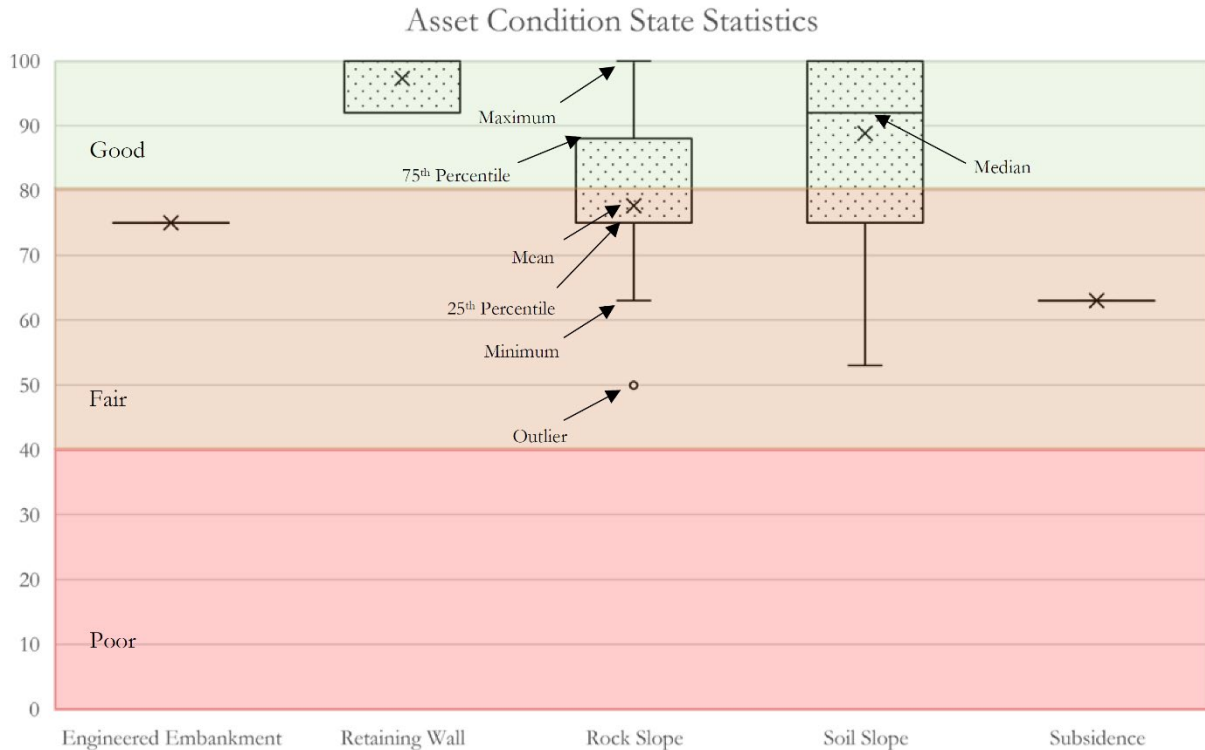 Asset Condition State Statistics
100
90
80
70
60
50
40
30
20
10
0
Good
Fair
Poor
Maximum
75th Percentile
Mean
25th Percentile
Minimum
Outlier
Median
Engineered Embankment
Retaining Wall
Rock Slope
Soil Slope
Subsidence